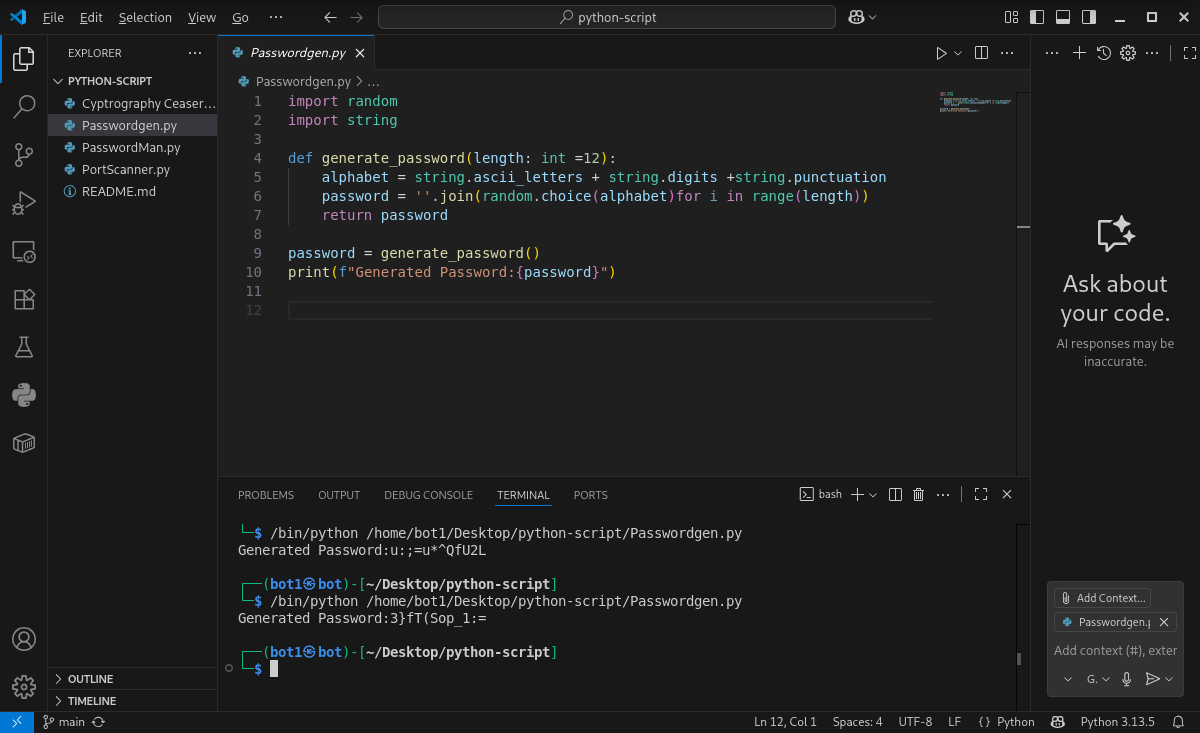 File Edit Selection View Go ··· python-script
EXPLORER ···
PYTHON-SCRIPT
Cyptrography Ceaser...
Passwordgen.py
PasswordMan.py
PortScanner.py
README.md
OUTLINE
TIMELINE
Passwordgen.py
Passwordgen.py > ...
1 import random
2 import string
3
4 def generate_password(length: int =12):
5     alphabet = string.ascii_letters + string.digits +string.punctuation
6     password = ''.join(random.choice(alphabet)for i in range(length))
7     return password
8
9 password = generate_password()
10 print(f"Generated Password:{password}")
11
12
PROBLEMS OUTPUT DEBUG CONSOLE TERMINAL PORTS bash
└─$ /bin/python /home/bot1/Desktop/python-script/Passwordgen.py
Generated Password:u:;=u*^QfU2L
┌──(bot1㉿bot)-[~/Desktop/python-script]
└─$ /bin/python /home/bot1/Desktop/python-script/Passwordgen.py
Generated Password:3}fT(Sop_1:=
┌──(bot1㉿bot)-[~/Desktop/python-script]
└─$
Ask about
your code.
AI responses may be
inaccurate.
Add Context...
Passwordgen.p
Add context (#), exter
G.
main Ln 12, Col 1 Spaces: 4 UTF-8 LF {} Python Python 3.13.5